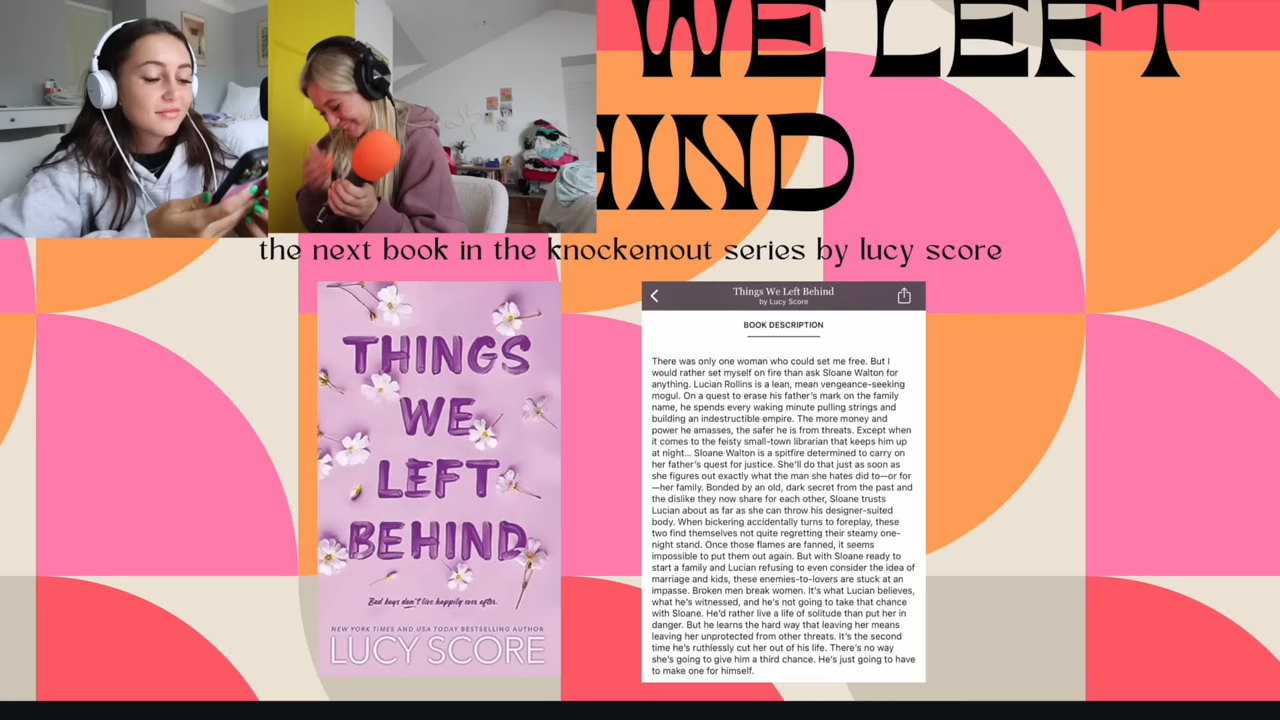 WE LEFT
IND
the next book in the knockemout series by lucy score
THINGS
WE
LEFT
BEHIND
Bad boys don't live happily ever after.
NEW YORK TIMES AND USA TODAY BESTSELLING AUTHOR
LUCY SCORE
Things We Left Behind
by Lucy Score
BOOK DESCRIPTION
There was only one woman who could set me free. But I
would rather set myself on fire than ask Sloane Walton for
anything. Lucian Rollins is a lean, mean vengeance-seeking
mogul. On a quest to erase his father's mark on the family
name, he spends every waking minute pulling strings and
building an indestructible empire. The more money and
power he amasses, the safer he is from threats. Except when
it comes to the feisty small-town librarian that keeps him up
at night... Sloane Walton is a spitfire determined to carry on
her father's quest for justice. She'll do that just as soon as
she figures out exactly what the man she hates did to—or for
—her family. Bonded by an old, dark secret from the past and
the dislike they now share for each other, Sloane trusts
Lucian about as far as she can throw his designer-suited
body. When bickering accidentally turns to foreplay, these
two find themselves not quite regretting their steamy one-
night stand. Once those flames are fanned, it seems
impossible to put them out again. But with Sloane ready to
start a family and Lucian refusing to even consider the idea of
marriage and kids, these enemies-to-lovers are stuck at an
impasse. Broken men break women. It's what Lucian believes,
what he's witnessed, and he's not going to take that chance
with Sloane. He'd rather live a life of solitude than put her in
danger. But he learns the hard way that leaving her means
leaving her unprotected from other threats. It's the second
time he's ruthlessly cut her out of his life. There's no way
she's going to give him a third chance. He's just going to have
to make one for himself.